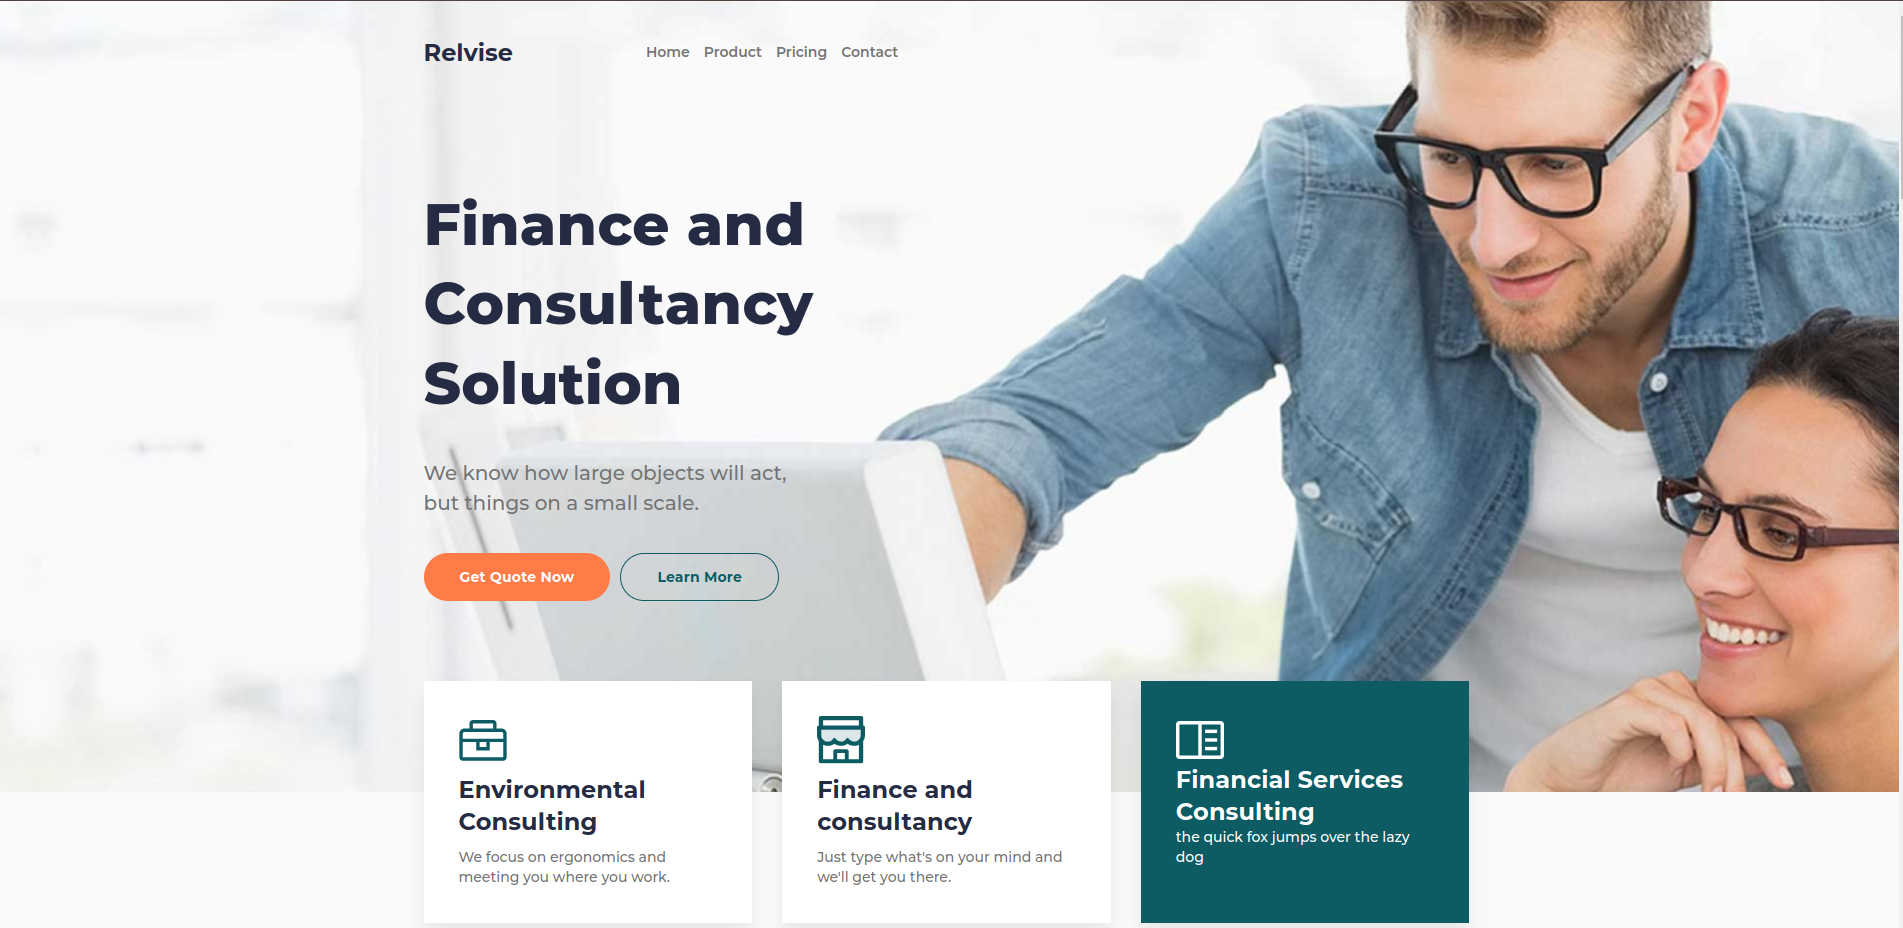 Relvise
Home Product Pricing Contact
Finance and
Consultancy
Solution
We know how large objects will act,
but things on a small scale.
Get Quote Now
Learn More
Environmental
Consulting
We focus on ergonomics and
meeting you where you work.
Finance and
consultancy
Just type what's on your mind and
we'll get you there.
Financial Services
Consulting
the quick fox jumps over the lazy
dog